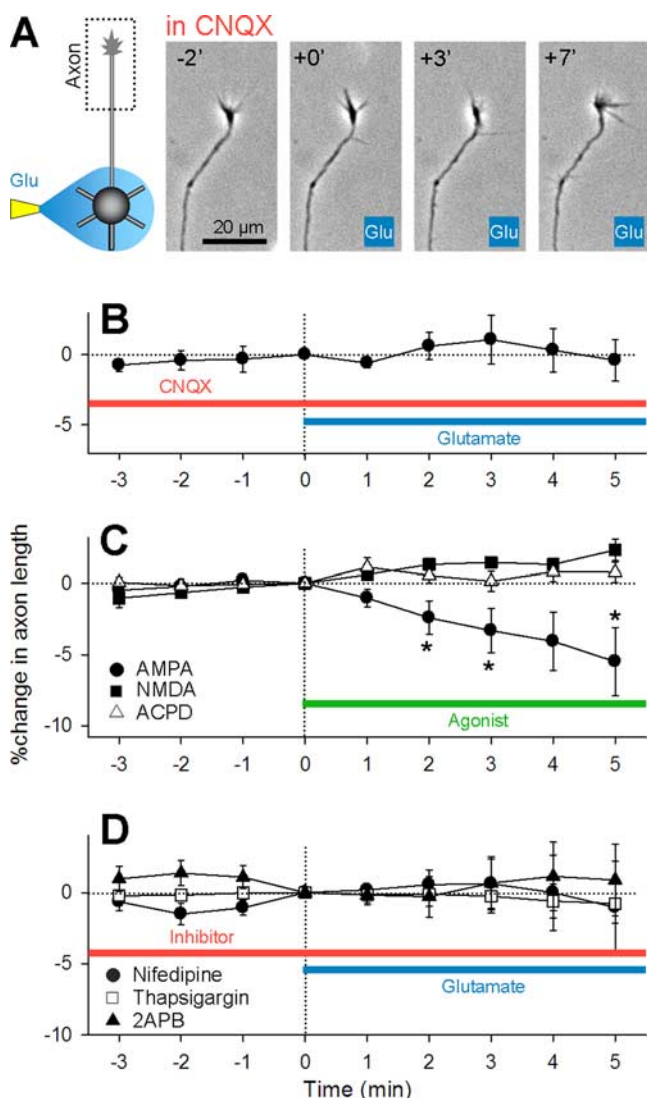 A
in CNQX
Axon
Glu
-2’
+0’
+3’
+7’
20 µm
Glu
Glu
Glu
B
0
-5
CNQX
Glutamate
-3 -2 -1 0 1 2 3 4 5
%change in axon length
C
0
-5
-10
AMPA
NMDA
ACPD
* * *
Agonist
-3 -2 -1 0 1 2 3 4 5
D
0
-5
-10
Inhibitor
Nifedipine
Thapsigargin
2APB
Glutamate
-3 -2 -1 0 1 2 3 4 5
Time (min)